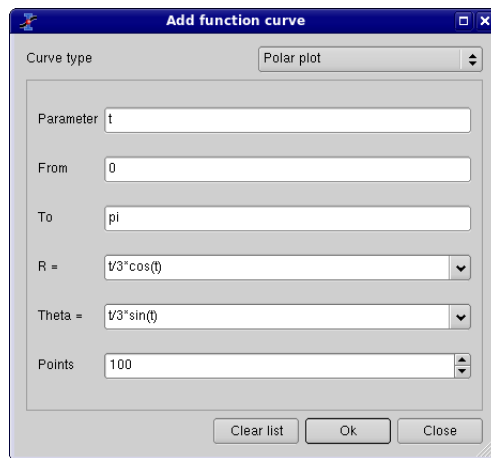 Add function curve
Curve type Polar plot
Parameter t
From 0
To pi
R = t/3*cos(t)
Theta = t/3*sin(t)
Points 100
Clear list Ok Close